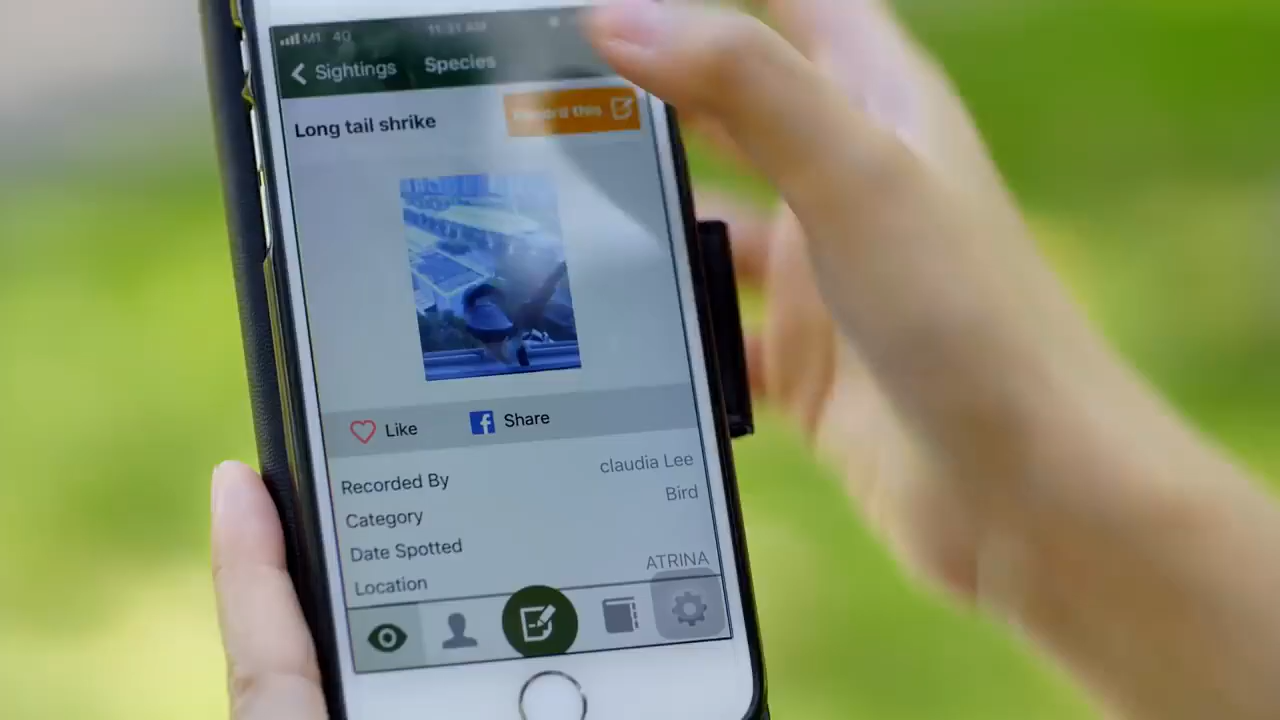 M1 4G 11:31 AM
Sightings Species
Long tail shrike
Record this
Like
Share
Recorded By
claudia Lee
Category
Bird
Date Spotted
Location
ATRINA